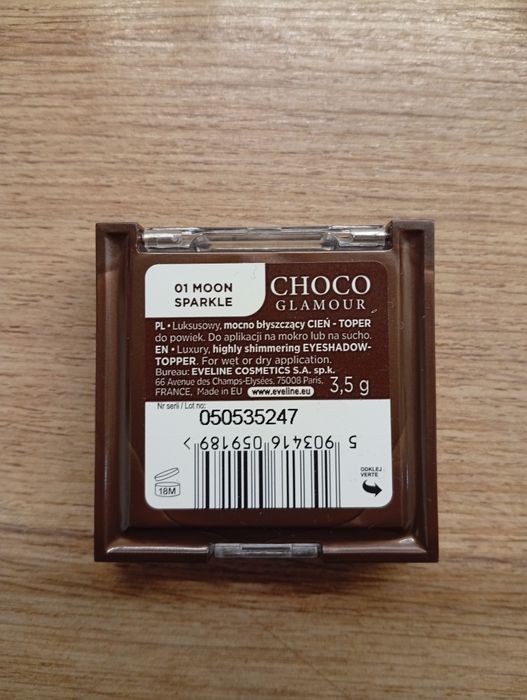 01 MOON
SPARKLE
CHOCO
GLAMOUR
PL • Luksusowy, mocno błyszczący CIEŃ - TOPER
do powiek. Do aplikacji na mokro lub na sucho.
EN • Luxury, highly shimmering EYESHADOW-
TOPPER. For wet or dry application.
Bureau: EVELINE COSMETICS S.A. sp.k.
66 Avenue des Champs-Elysées, 75008 Paris,
FRANCE, Made in EU www.eveline.eu 3,5 g
Nr serii / Lot no:
050535247
5 903416 059189 >
18M
ODKLEJ
VERTE